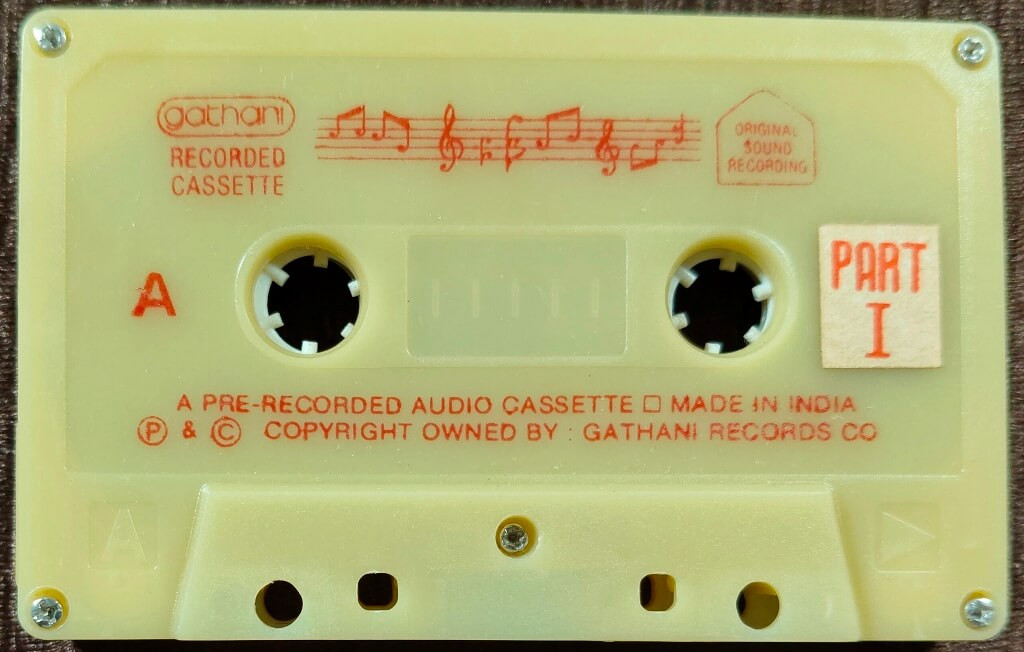 gathani
RECORDED
CASSETTE
ORIGINAL
SOUND
RECORDING
A
PART
I
A PRE-RECORDED AUDIO CASSETTE □ MADE IN INDIA
Ⓟ & © COPYRIGHT OWNED BY : GATHANI RECORDS CO
A